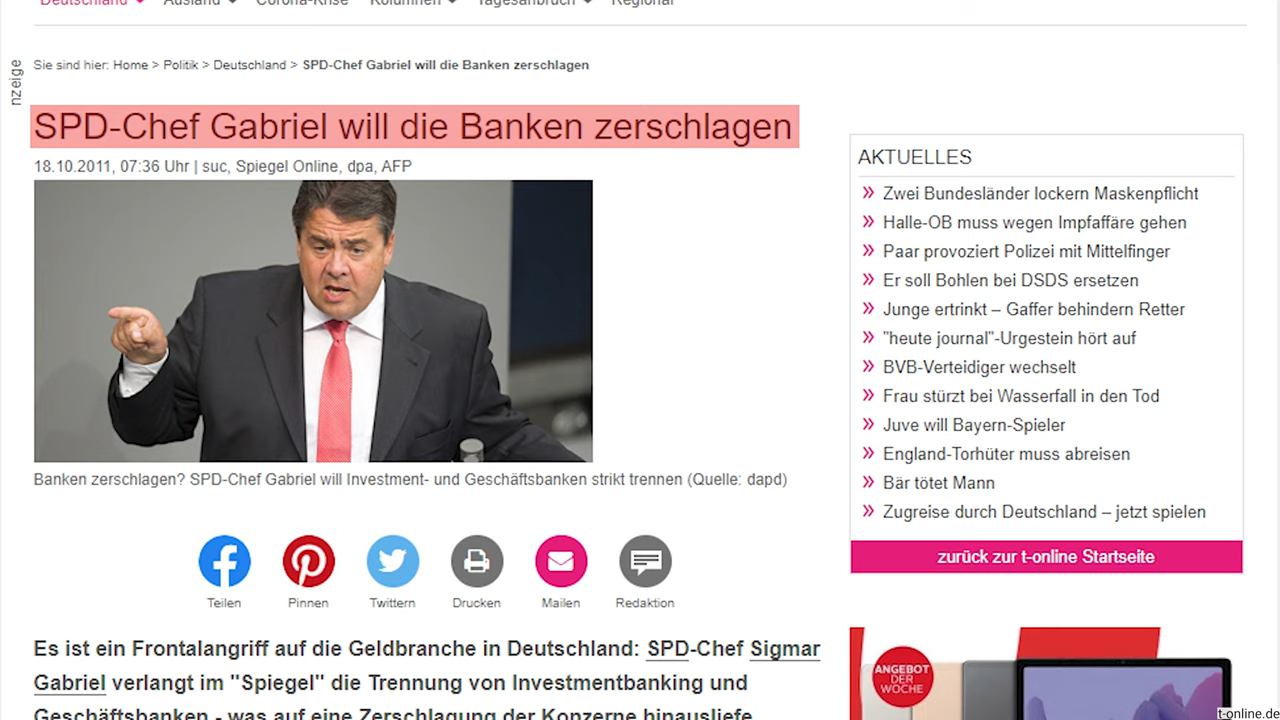 Deutschland Ausland Corona-Krise Kolumnen Tagesanbruch Regional
nzeige
Sie sind hier: Home > Politik > Deutschland > SPD-Chef Gabriel will die Banken zerschlagen
SPD-Chef Gabriel will die Banken zerschlagen
18.10.2011, 07:36 Uhr | suc, Spiegel Online, dpa, AFP
Banken zerschlagen? SPD-Chef Gabriel will Investment- und Geschäftsbanken strikt trennen (Quelle: dapd)
Teilen Pinnen Twittern Drucken Mailen Redaktion
Es ist ein Frontalangriff auf die Geldbranche in Deutschland: SPD-Chef Sigmar
Gabriel verlangt im "Spiegel" die Trennung von Investmentbanking und
Geschäftsbanken - was auf eine Zerschlagung der Konzerne hinausliefe.
AKTUELLES
Zwei Bundesländer lockern Maskenpflicht
Halle-OB muss wegen Impfaffäre gehen
Paar provoziert Polizei mit Mittelfinger
Er soll Bohlen bei DSDS ersetzen
Junge ertrinkt – Gaffer behindern Retter
"heute journal"-Urgestein hört auf
BVB-Verteidiger wechselt
Frau stürzt bei Wasserfall in den Tod
Juve will Bayern-Spieler
England-Torhüter muss abreisen
Bär tötet Mann
Zugreise durch Deutschland – jetzt spielen
zurück zur t-online Startseite
ANGEBOT
DER
WOCHE
t-online.de